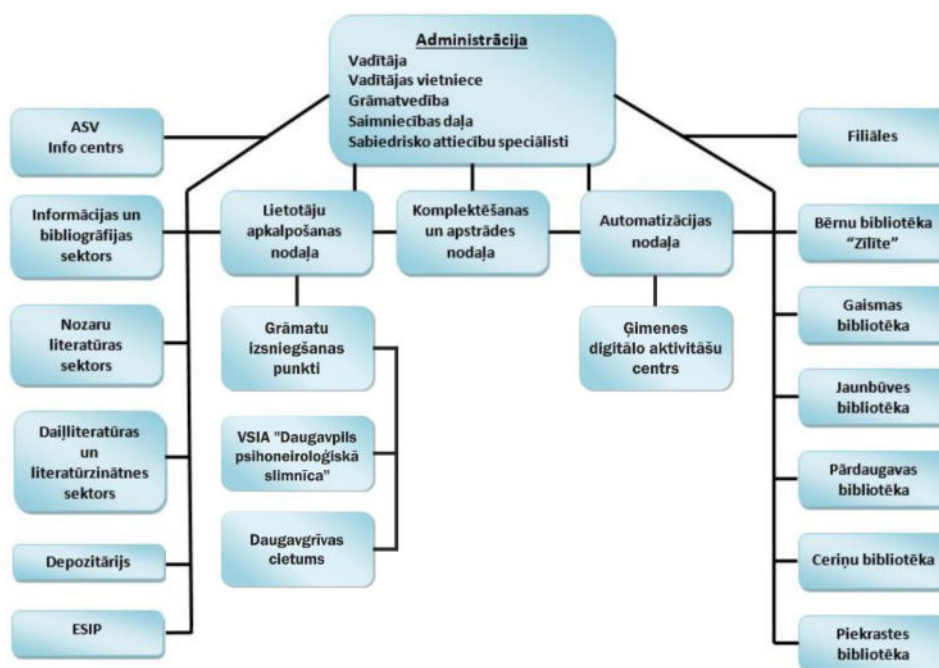 Administrācija
Vadītāja
Vadītājas vietniece
Grāmatvedība
Saimniecības daļa
Sabiedrisko attiecību speciālisti
ASV
Info centrs
Filiāles
Informācijas un
bibliogrāfijas
sektors
Lietotāju
apkalpošanas
nodaļa
Komplektēšanas
un apstrādes
nodaļa
Automatizācijas
nodaļa
Bērnu bibliotēka
“Zīlīte”
Nozaru
literatūras
sektors
Grāmatu
izsniegšanas
punkti
Ģimenes
digitālo aktivitāšu
centrs
Gaismas
bibliotēka
Jaunbūves
bibliotēka
Daiļliteratūras
un
literatūrzinātnes
sektors
VSIA "Daugavpils
psihoneiroloģiskā
slimnīca"
Pārdaugavas
bibliotēka
Depozitārijs
Daugavgrīvas
cietums
Ceriņu bibliotēka
ESIP
Piekrastes
bibliotēka